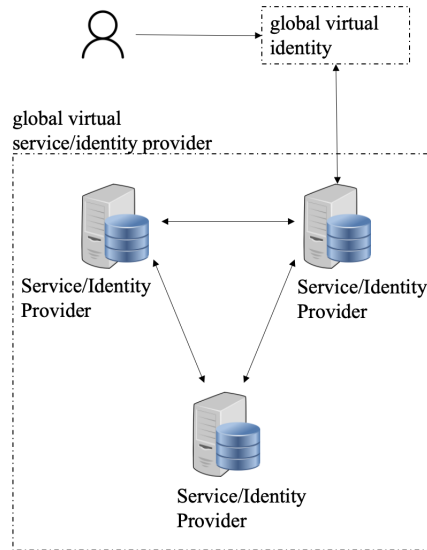 global virtual
identity
global virtual
service/identity provider
Service/Identity
Provider
Service/Identity
Provider
Service/Identity
Provider